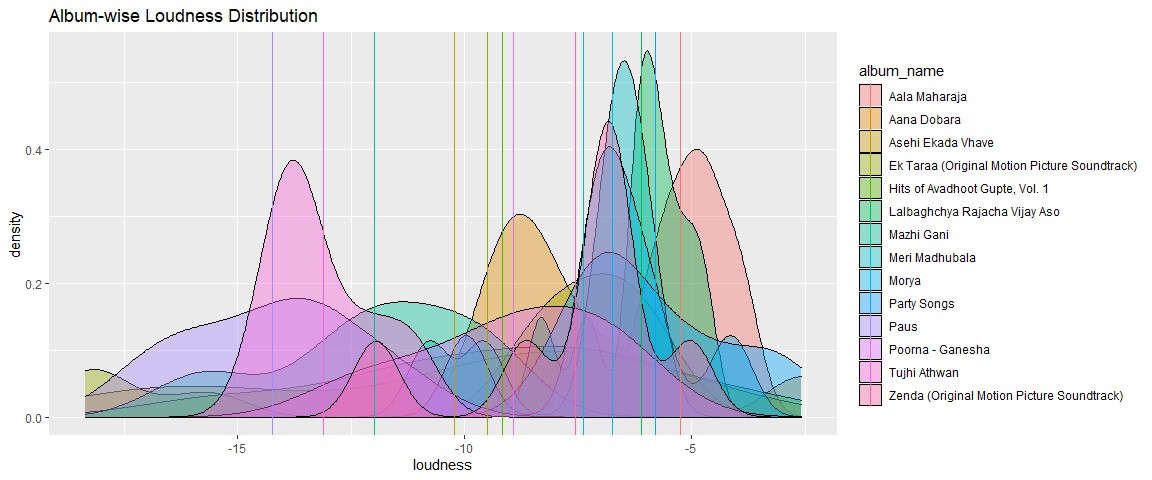 Album-wise Loudness Distribution
0.4
0.2
0.0
density
-15
-10
-5
loudness
album_name
Aala Maharaja
Aana Dobara
Asehi Ekada Vhave
Ek Taraa (Original Motion Picture Soundtrack)
Hits of Avadhoot Gupte, Vol. 1
Lalbaghchya Rajacha Vijay Aso
Mazhi Gani
Meri Madhubala
Morya
Party Songs
Paus
Poorna - Ganesha
Tujhi Athwan
Zenda (Original Motion Picture Soundtrack)